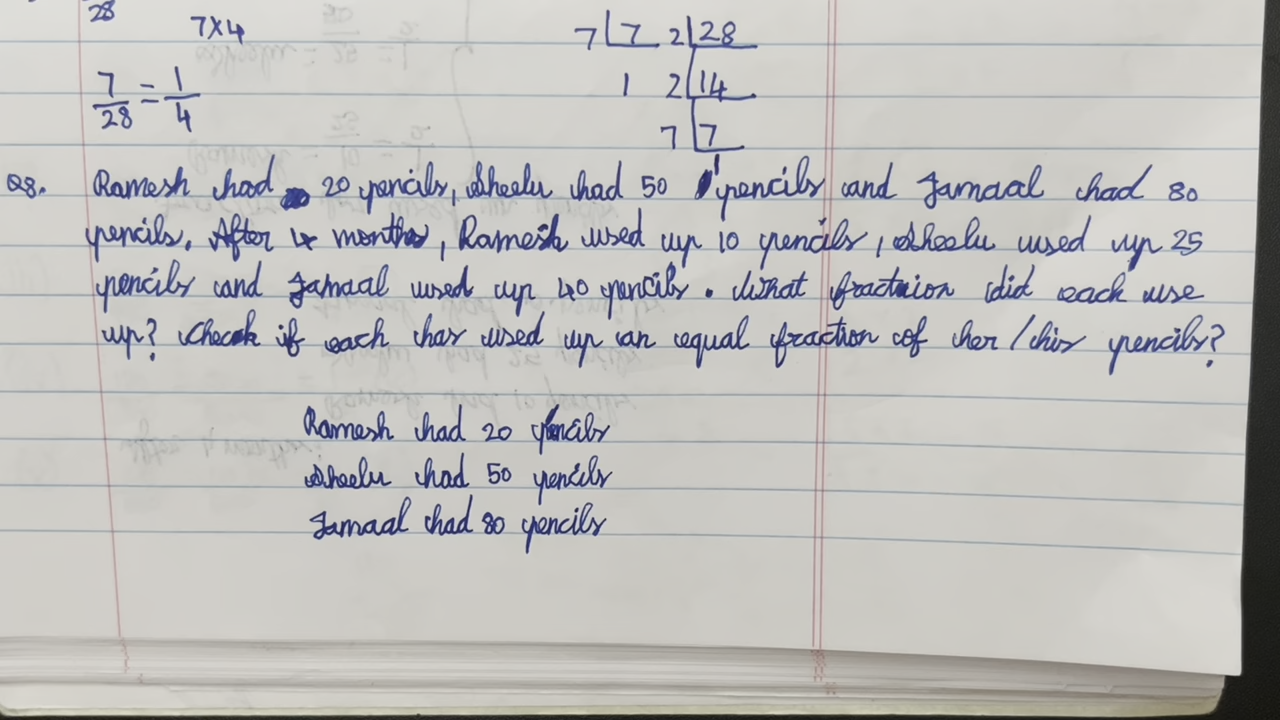 28
7X4
7 7 2 28
7/28 = 1/4
1 2 14
7 7
1
Q8. Ramesh had 20 pencils, Sheelu had 50 pencils and Jamaal had 80
pencils. After 4 months, Ramesh used up 10 pencils, Sheelu used up 25
pencils and Jamaal used up 40 pencils. What fraction did each use
up? Check if each has used up an equal fraction of her/his pencils?
Ramesh had 20 pencils
Sheelu had 50 pencils
Jamaal had 80 pencils